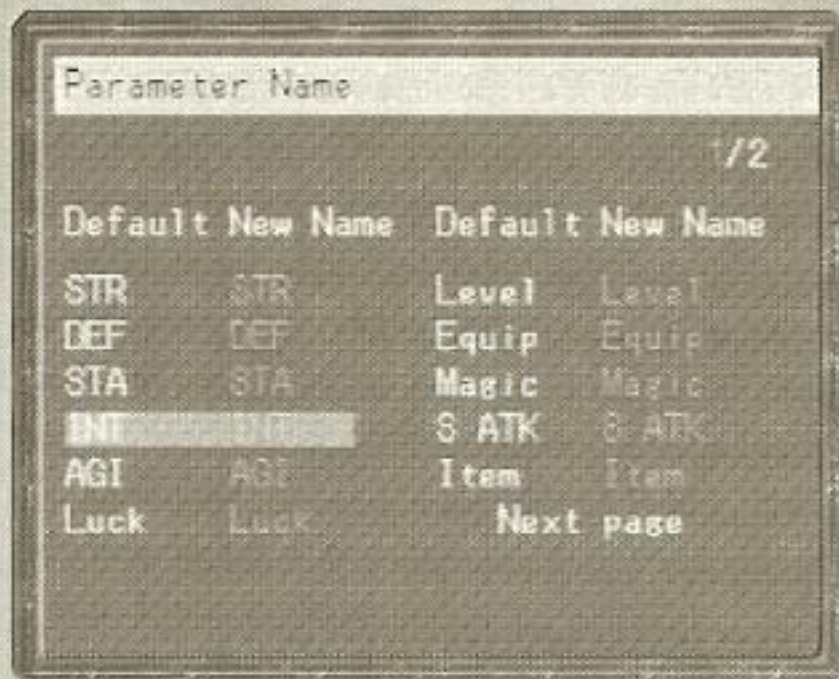 Parameter Name
1/2
Default New Name Default New Name
STR STR Level Level
DEF DEF Equip Equip
STA STA Magic Magic
INT INT S ATK S ATK
AGI AGI Item Item
Luck Luck Next page